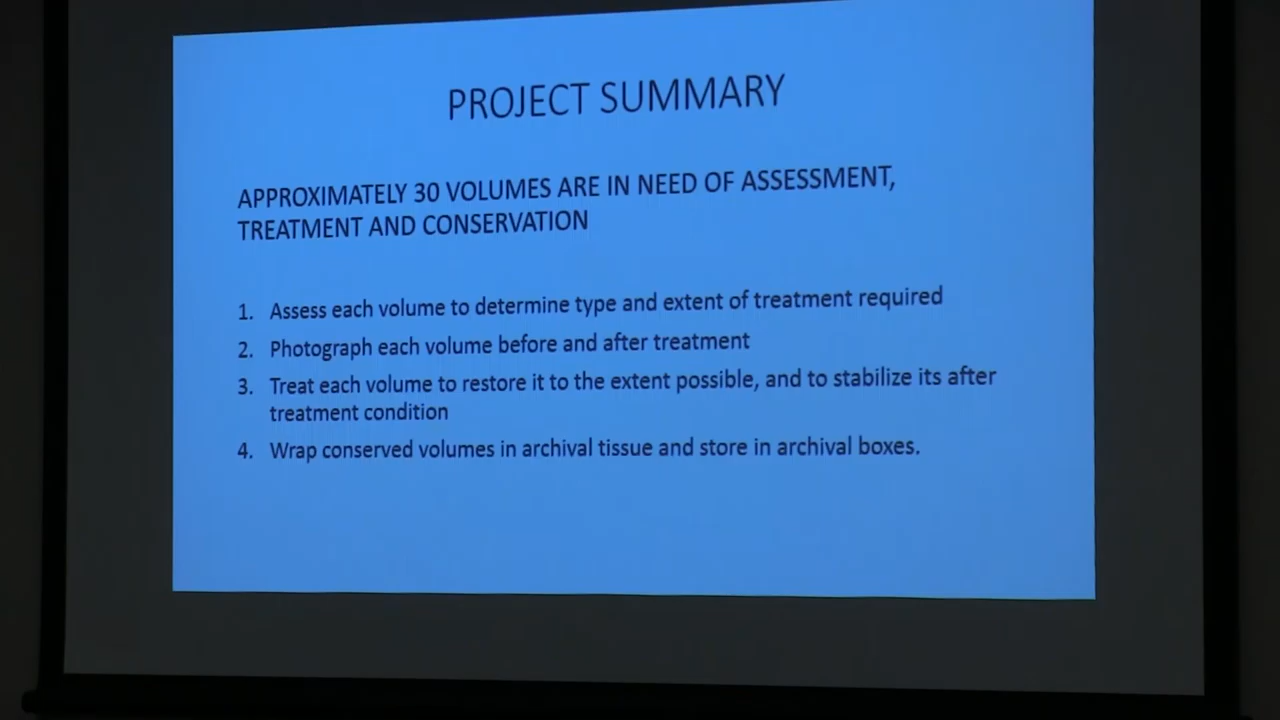 PROJECT SUMMARY
APPROXIMATELY 30 VOLUMES ARE IN NEED OF ASSESSMENT,
TREATMENT AND CONSERVATION
1. Assess each volume to determine type and extent of treatment required
2. Photograph each volume before and after treatment
3. Treat each volume to restore it to the extent possible, and to stabilize its after
treatment condition
4. Wrap conserved volumes in archival tissue and store in archival boxes.